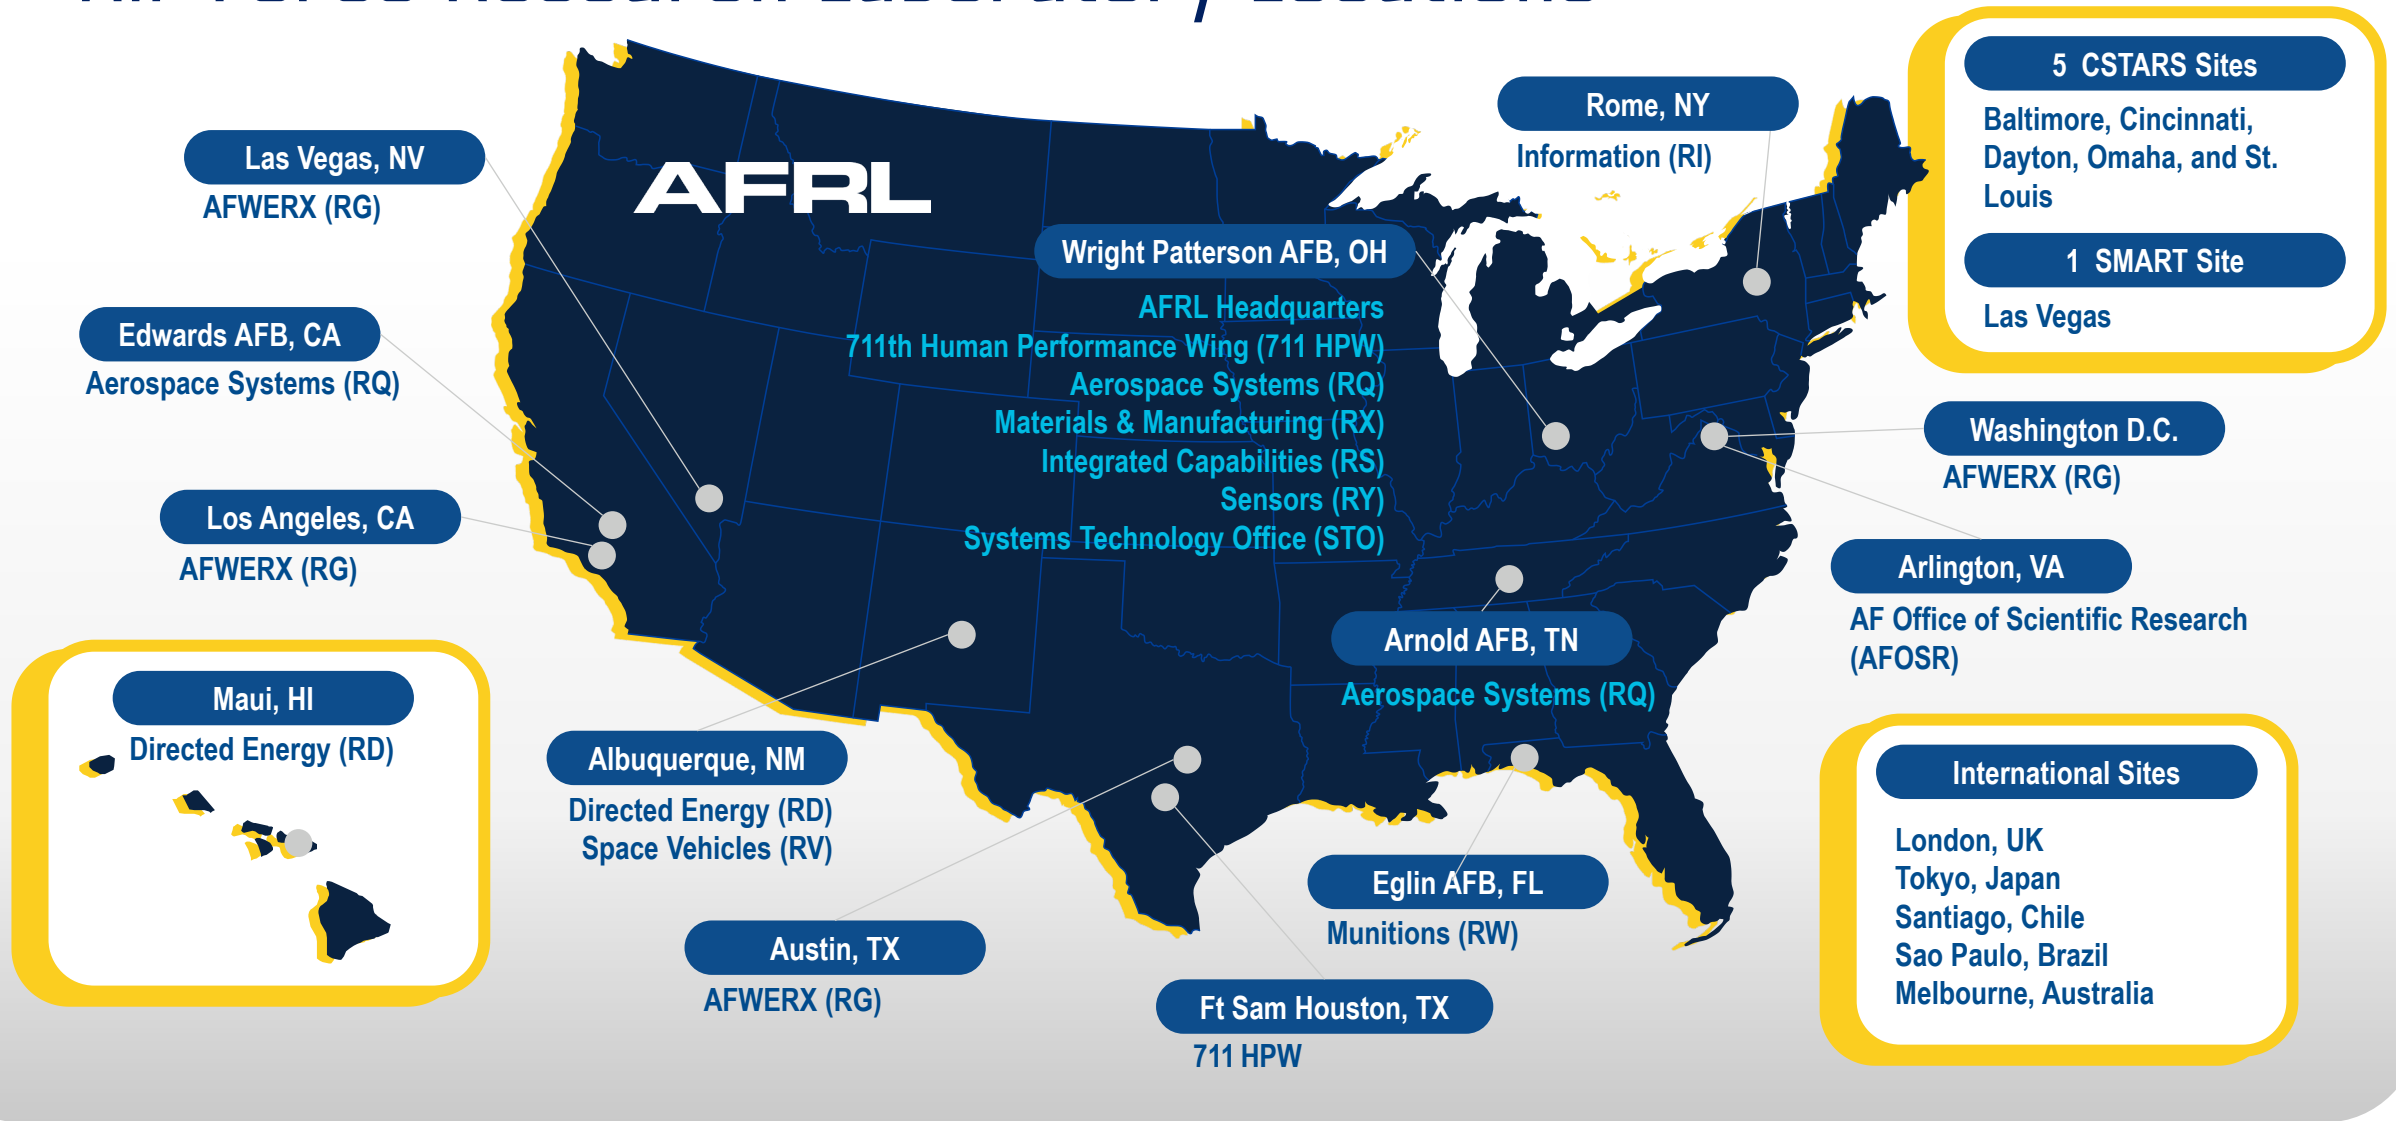 Air Force Research Laboratory Locations
5 CSTARS Sites
Baltimore, Cincinnati,
Dayton, Omaha, and St.
Louis
1 SMART Site
Las Vegas
Rome, NY
Information (RI)
Las Vegas, NV
AFWERX (RG)
AFRL
Wright Patterson AFB, OH
AFRL Headquarters
711th Human Performance Wing (711 HPW)
Aerospace Systems (RQ)
Materials & Manufacturing (RX)
Integrated Capabilities (RS)
Sensors (RY)
Systems Technology Office (STO)
Edwards AFB, CA
Aerospace Systems (RQ)
Los Angeles, CA
AFWERX (RG)
Washington D.C.
AFWERX (RG)
Arlington, VA
AF Office of Scientific Research
(AFOSR)
Arnold AFB, TN
Aerospace Systems (RQ)
Maui, HI
Directed Energy (RD)
Albuquerque, NM
Directed Energy (RD)
Space Vehicles (RV)
Austin, TX
AFWERX (RG)
Eglin AFB, FL
Munitions (RW)
Ft Sam Houston, TX
711 HPW
International Sites
London, UK
Tokyo, Japan
Santiago, Chile
Sao Paulo, Brazil
Melbourne, Australia